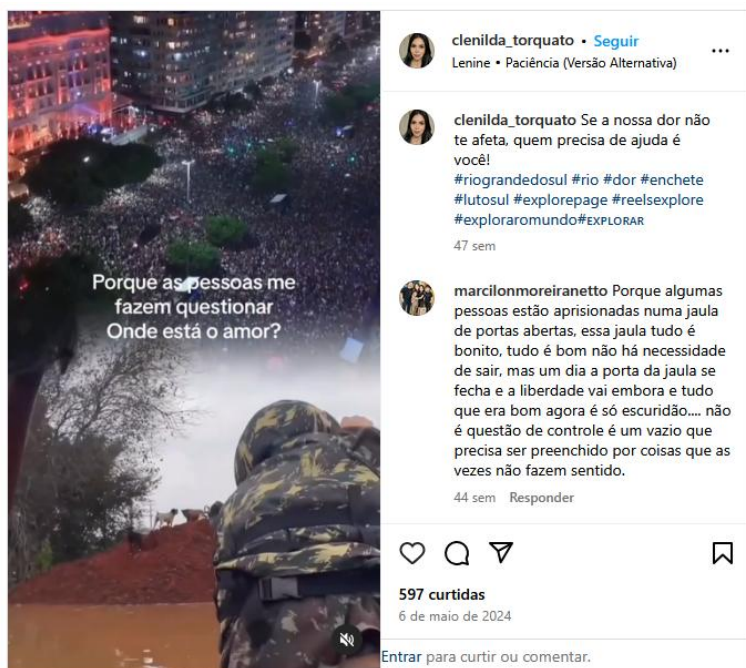 Porque as pessoas me
fazem questionar
Onde está o amor?
clenilda_torquato • Seguir
Lenine • Paciência (Versão Alternativa)
clenilda_torquato Se a nossa dor não
te afeta, quem precisa de ajuda é
você!
#riograndedosul #rio #dor #enchete
#lutosul #explorepage #reelsexplore
#exploraromundo#ᴇxᴘʟᴏʀᴀʀ
47 sem
marcilonmoreiranetto Porque algumas
pessoas estão aprisionadas numa jaula
de portas abertas, essa jaula tudo é
bonito, tudo é bom não há necessidade
de sair, mas um dia a porta da jaula se
fecha e a liberdade vai embora e tudo
que era bom agora é só escuridão.... não
é questão de controle é um vazio que
precisa ser preenchido por coisas que as
vezes não fazem sentido.
44 sem Responder
597 curtidas
6 de maio de 2024
Entrar para curtir ou comentar.